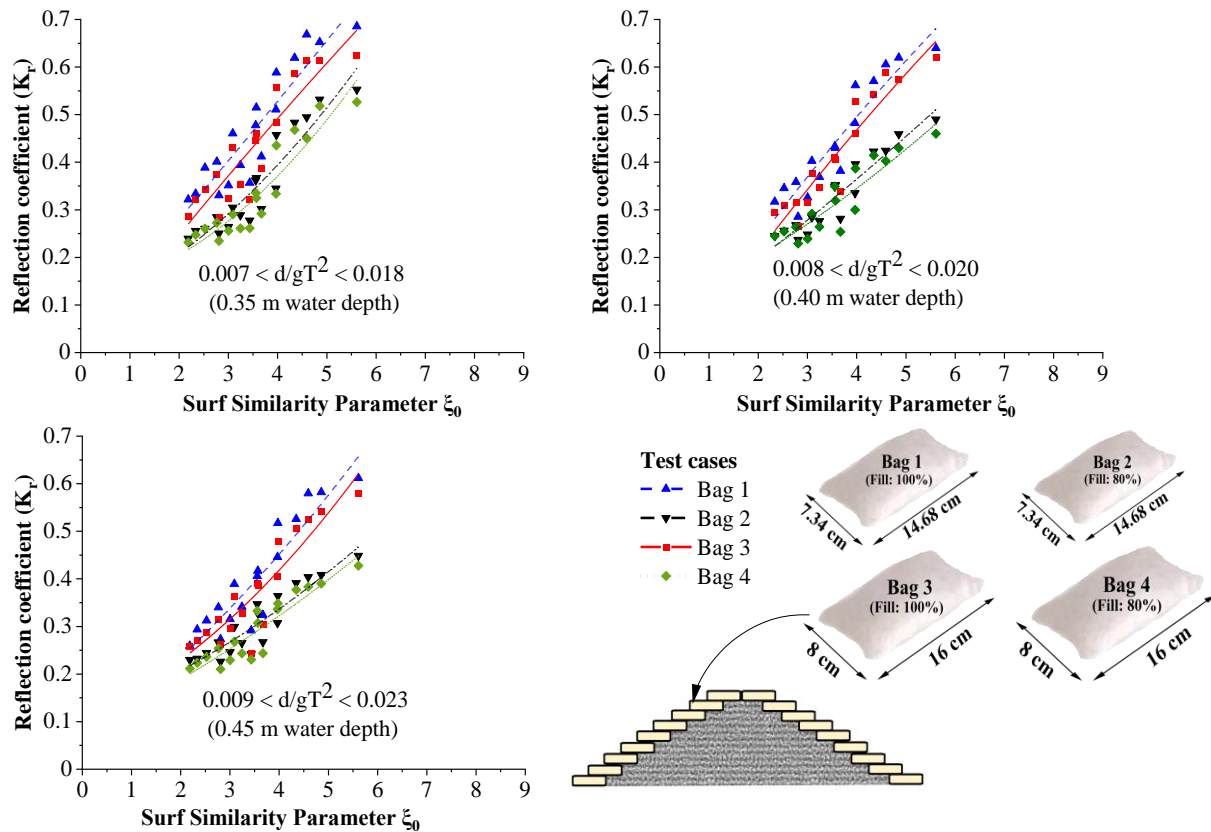 0.7
0.6
0.5
0.4
0.3
0.2
0.1
0
Reflection coefficient (Kr)
0.007 < d/gT2 < 0.018
(0.35 m water depth)
0 1 2 3 4 5 6 7 8 9
Surf Similarity Parameter ξ0
0.7
0.6
0.5
0.4
0.3
0.2
0.1
0
Reflection coefficient (Kr)
0.008 < d/gT2 < 0.020
(0.40 m water depth)
0 1 2 3 4 5 6 7 8 9
Surf Similarity Parameter ξ0
0.7
0.6
0.5
0.4
0.3
0.2
0.1
0
Reflection coefficient (Kr)
0.009 < d/gT2 < 0.023
(0.45 m water depth)
0 1 2 3 4 5 6 7 8 9
Surf Similarity Parameter ξ0
Test cases
Bag 1
Bag 2
Bag 3
Bag 4
Bag 1
(Fill: 100%)
7.34 cm
14.68 cm
Bag 2
(Fill: 80%)
7.34 cm
14.68 cm
Bag 3
(Fill: 100%)
8 cm
16 cm
Bag 4
(Fill: 80%)
8 cm
16 cm